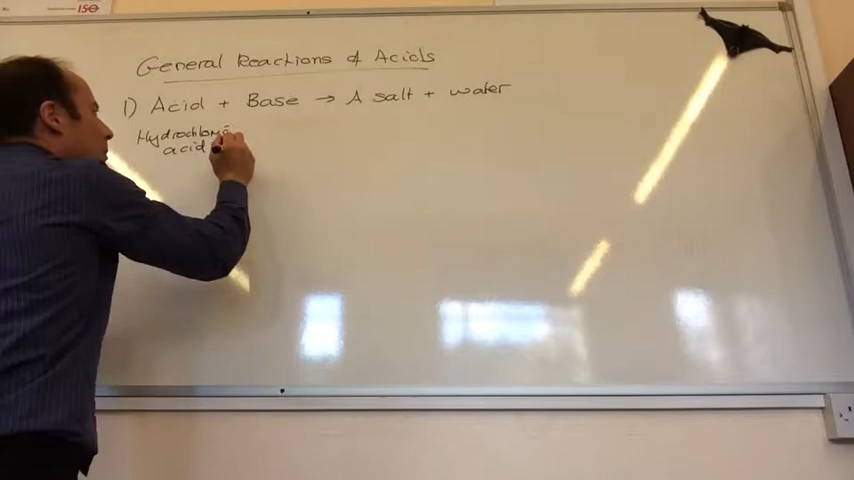 General Reactions of Acids
1) Acid + Base → A salt + water
Hydrochloric
acid